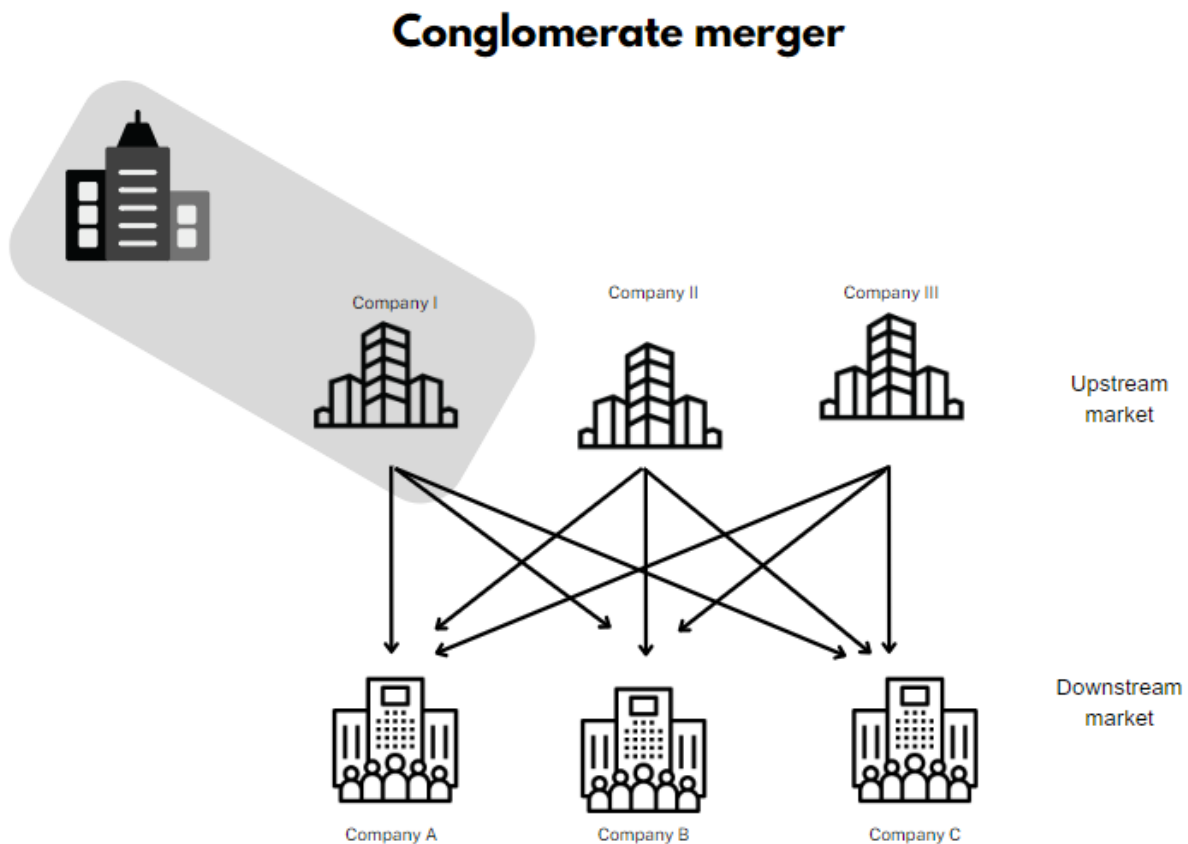 Conglomerate merger
Company I
Company II
Company III
Upstream
market
Downstream
market
Company A
Company B
Company C